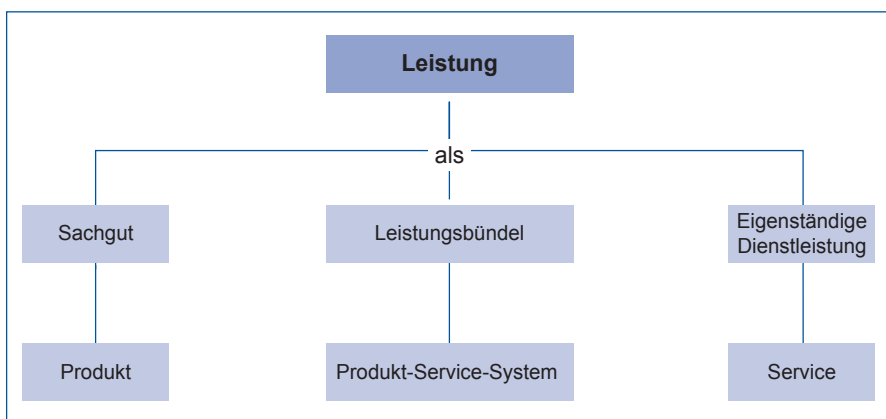 Leistung
als
Sachgut
Leistungsbündel
Eigenständige
Dienstleistung
Produkt
Produkt-Service-System
Service